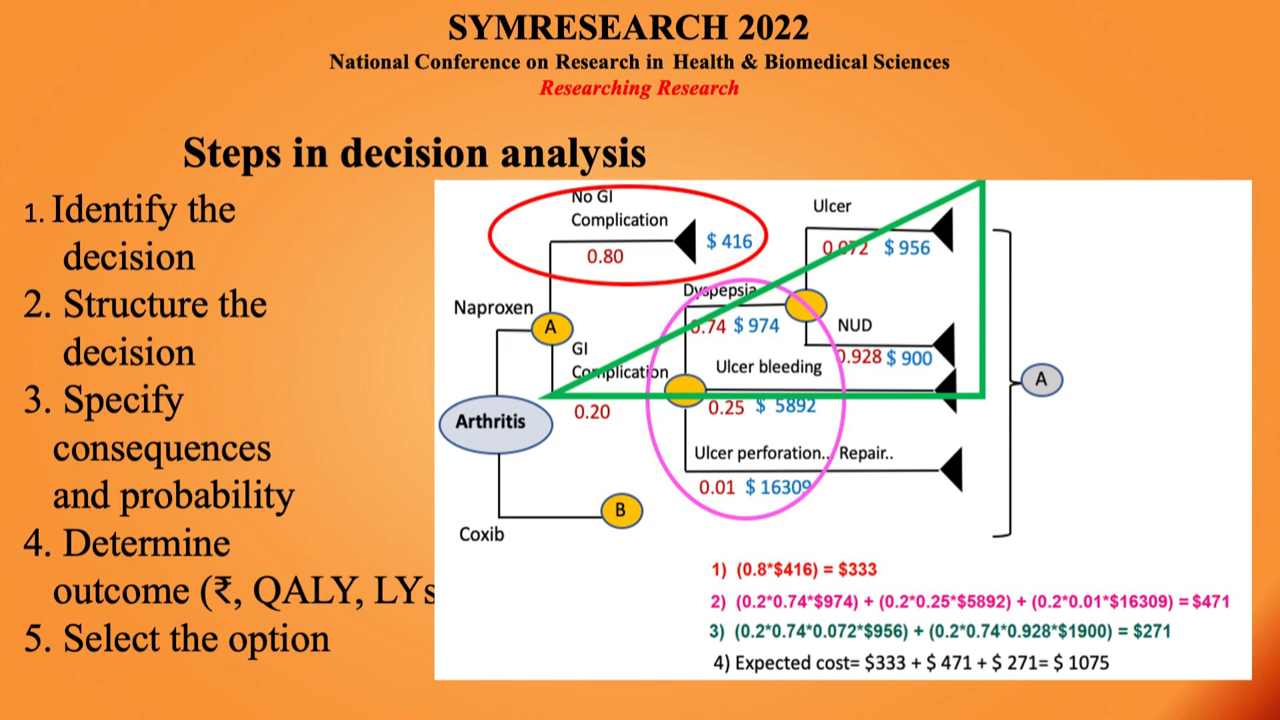 SYMRESEARCH 2022
National Conference on Research in Health & Biomedical Sciences
Researching Research
Steps in decision analysis
1. Identify the
decision
2. Structure the
decision
3. Specify
consequences
and probability
4. Determine
outcome (₹, QALY, LYs
5. Select the option
No GI
Complication
0.80
$ 416
Ulcer
0.072 $ 956
Naproxen
A
Dyspepsia
0.74 $ 974
NUD
0.928 $ 900
GI
Complication
0.20
Ulcer bleeding
0.25 $ 5892
A
Arthritis
Ulcer perforation.. Repair..
0.01 $ 16309
B
Coxib
1) (0.8*$416) = $333
2) (0.2*0.74*$974) + (0.2*0.25*$5892) + (0.2*0.01*$16309) = $471
3) (0.2*0.74*0.072*$956) + (0.2*0.74*0.928*$1900) = $271
4) Expected cost= $333 + $ 471 + $ 271= $ 1075